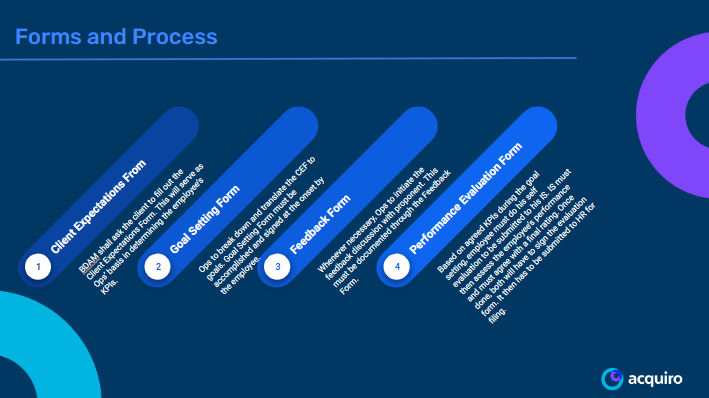 Forms and Process
1
Client Expectations From
BDAM shall ask the client to fill out the
Client Expectations Form. This will serve as
Ops' basis in determining the employee's
KPIs.
2
Goal Setting Form
Ops to break down and translate the CEF to
goals. Goal Setting Form must be
accomplished and signed at the onset by
the employee.
3
Feedback Form
Whenever necessary, Ops to initiate the
feedback discussion with proponent. This
must be documented through the Feedback
Form.
4
Performance Evaluation Form
Based on agreed KPIs during the goal
setting, employee must do his self
evaluation to be submitted to his IS. IS must
then assess the employee's performance
and must agree with a final rating. Once
done, both will have to sign the evaluation
form. It then has to be submitted to HR for
filing.
acquiro